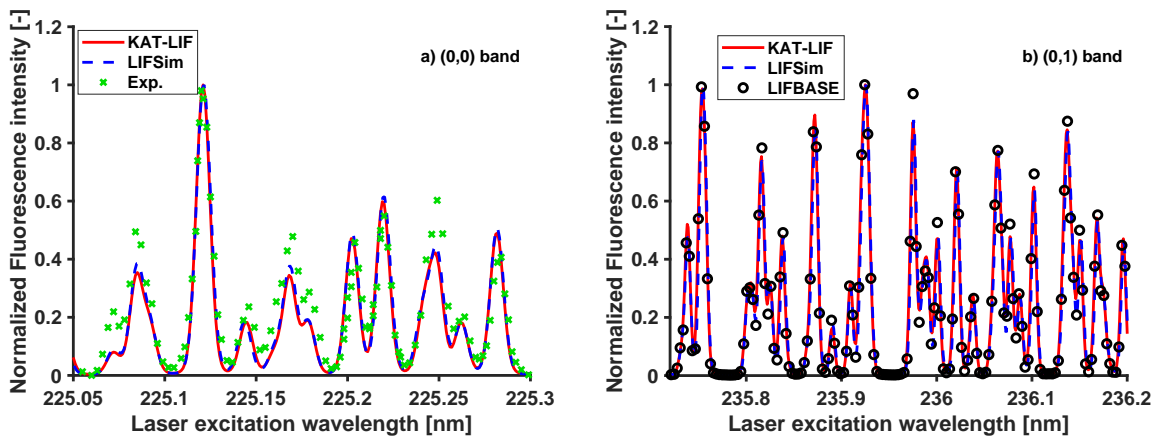 Normalized Fluorescence intensity [-]
1.2
1
0.8
0.6
0.4
0.2
0
KAT-LIF
LIFSim
Exp.
a) (0,0) band
225.05
225.1
225.15
225.2
225.25
225.3
Laser excitation wavelength [nm]
Normalized Fluorescence intensity [-]
1.2
1
0.8
0.6
0.4
0.2
0
KAT-LIF
LIFSim
LIFBASE
b) (0,1) band
235.8
235.9
236
236.1
236.2
Laser excitation wavelength [nm]